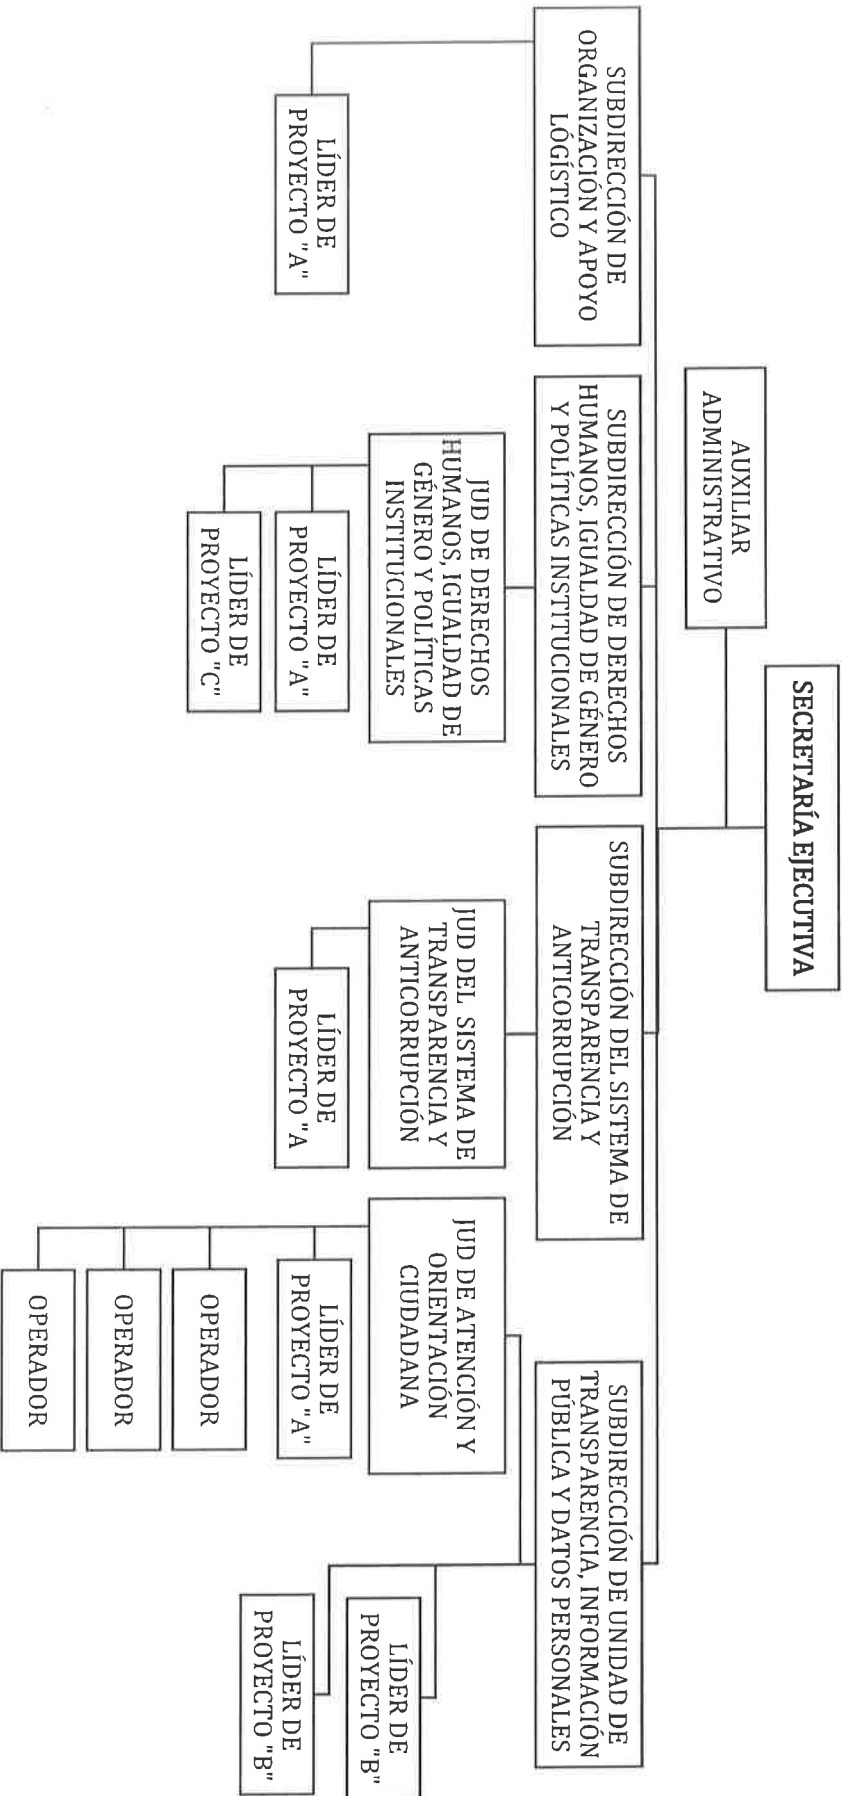 SECRETARÍA EJECUTIVA
AUXILIAR
ADMINISTRATIVO
SUBDIRECCIÓN DE
ORGANIZACIÓN Y APOYO
LÓGÍSTICO
LÍDER DE
PROYECTO "A"
SUBDIRECCIÓN DE DERECHOS
HUMANOS, IGUALDAD DE GÉNERO
Y POLÍTICAS INSTITUCIONALES
JUD DE DERECHOS
HUMANOS, IGUALDAD DE
GÉNERO Y POLÍTICAS
INSTITUCIONALES
LÍDER DE
PROYECTO "A"
LÍDER DE
PROYECTO "C"
SUBDIRECCIÓN DEL SISTEMA DE
TRANSPARENCIA Y
ANTICORRUPCIÓN
JUD DEL SISTEMA DE
TRANSPARENCIA Y
ANTICORRUPCIÓN
LÍDER DE
PROYECTO "A
SUBDIRECCIÓN DE UNIDAD DE
TRANSPARENCIA, INFORMACIÓN
PÚBLICA Y DATOS PERSONALES
JUD DE ATENCIÓN Y
ORIENTACIÓN
CIUDADANA
LÍDER DE
PROYECTO "A"
OPERADOR
OPERADOR
OPERADOR
LÍDER DE
PROYECTO "B"
LÍDER DE
PROYECTO "B"